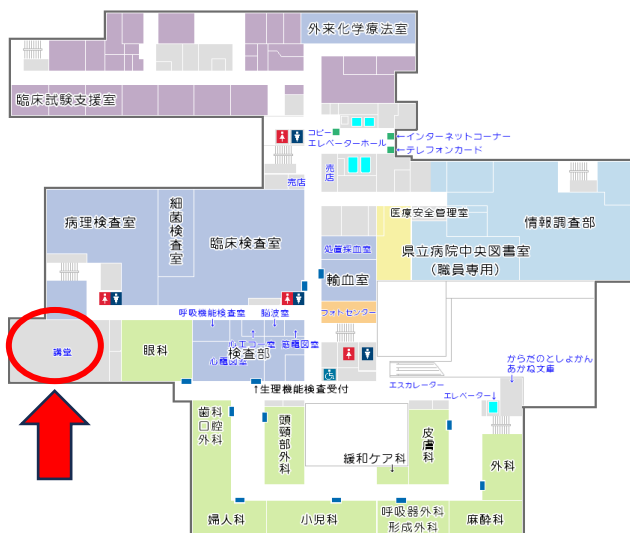 外来化学療法室
臨床試験支援室
コピー
エレベーターホール
←インターネットコーナー
←テレフォンカード
売店
売店
病理検査室
細菌検査室
臨床検査室
処置採血室
輸血室
フォトセンター
医療安全管理室
県立病院中央図書室
（職員専用）
情報調査部
呼吸機能検査室
脳波室
心エコー室
筋電図室
検査部
心電図室
講堂
眼科
↑生理機能検査受付
エスカレーター
エレベーター↓
からだのとしょかん
あかね文庫
歯科
口腔
外科
頭頸部外科
緩和ケア科
皮膚科
外科
婦人科
小児科
呼吸器外科
形成外科
麻酔科